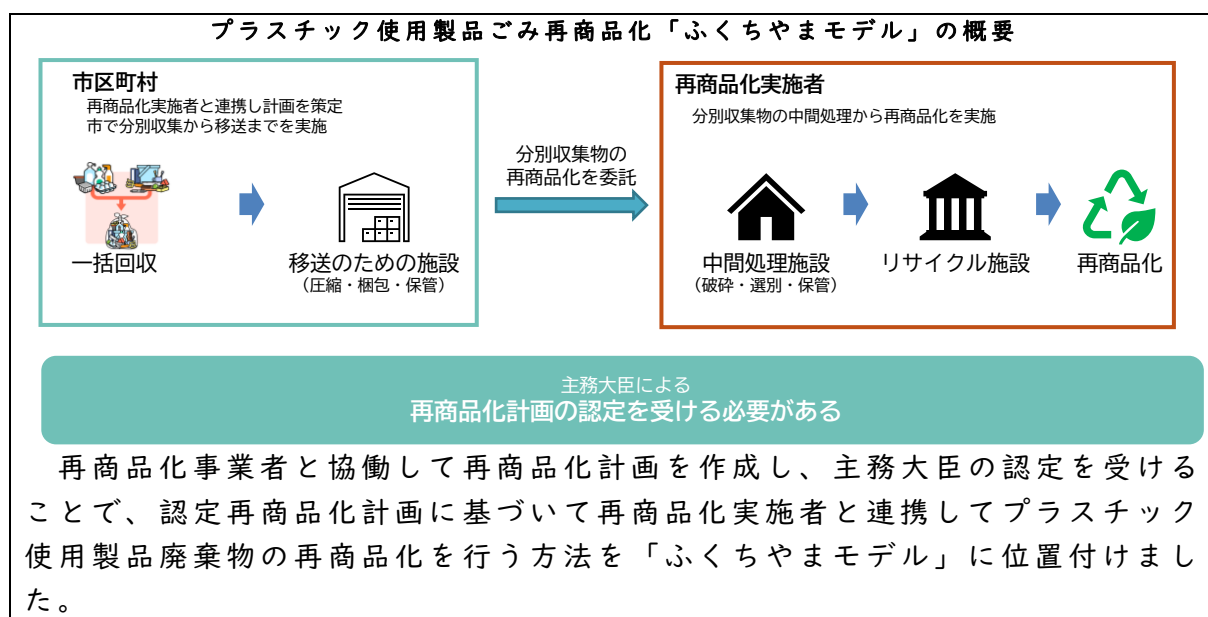 プラスチック使用製品ごみ再商品化「ふくちやまモデル」の概要
市区町村
再商品化実施者と連携し計画を策定
市で分別収集から移送までを実施
一括回収
移送のための施設
（圧縮・梱包・保管）
分別収集物の
再商品化を委託
再商品化実施者
分別収集物の中間処理から再商品化を実施
中間処理施設
（破砕・選別・保管）
リサイクル施設
再商品化
主務大臣による
再商品化計画の認定を受ける必要がある
再商品化事業者と協働して再商品化計画を作成し、主務大臣の認定を受ける
ことで、認定再商品化計画に基づいて再商品化実施者と連携してプラスチック
使用製品廃棄物の再商品化を行う方法を「ふくちやまモデル」に位置付けまし
た。